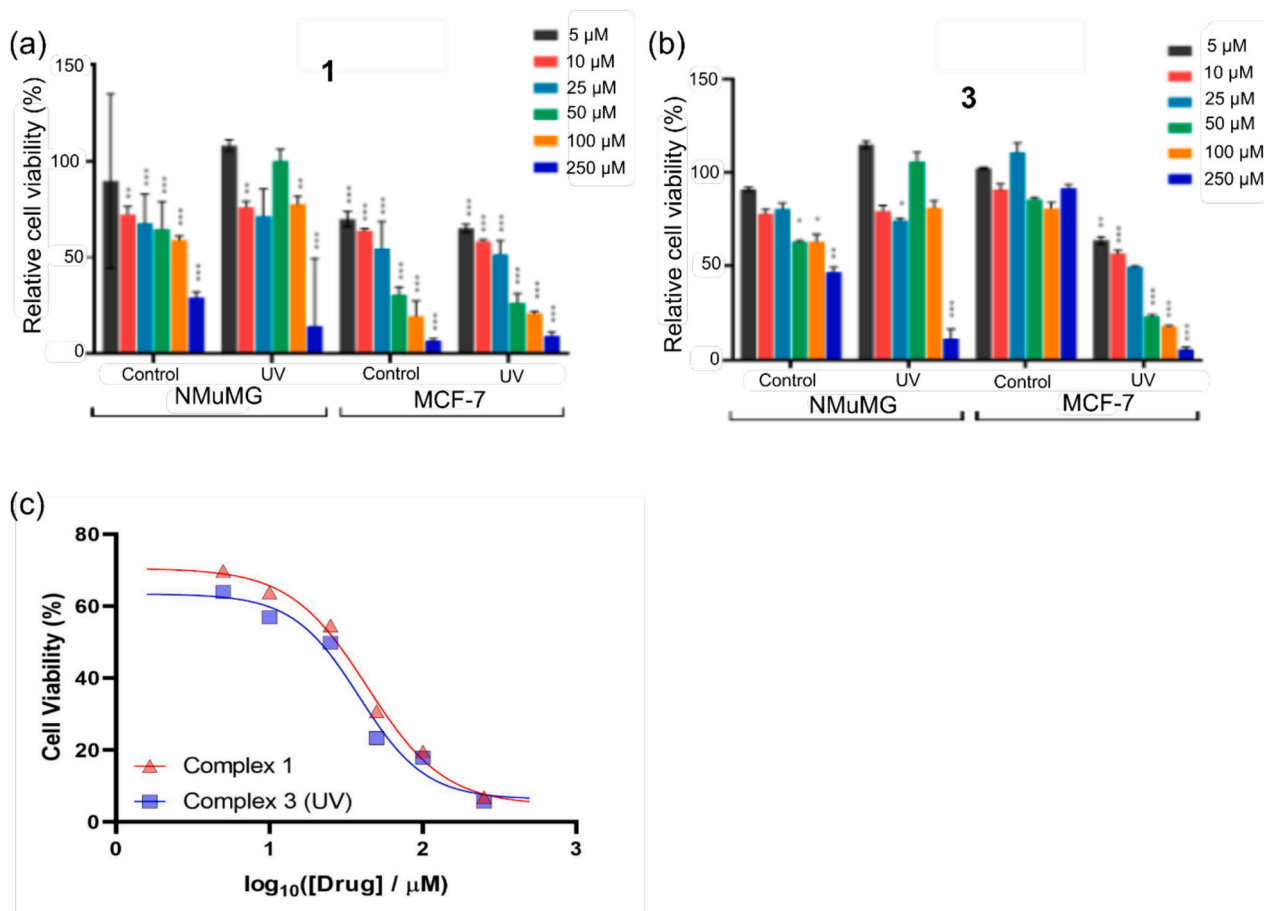 (a)
1
5 µM
10 µM
25 µM
50 µM
100 µM
250 µM
Relative cell viability (%)
150
100
50
0
** *** *** *** ***
** ** ***
*** *** *** *** *** ***
*** *** *** *** *** ***
Control UV Control UV
NMuMG MCF-7
(b)
3
5 µM
10 µM
25 µM
50 µM
100 µM
250 µM
Relative cell viability (%)
150
100
50
0
* * **
* ***
** *** *** *** ***
Control UV Control UV
NMuMG MCF-7
(c)
Cell Viability (%)
80
60
40
20
0
Complex 1
Complex 3 (UV)
0 1 2 3
log₁₀([Drug] / µM)